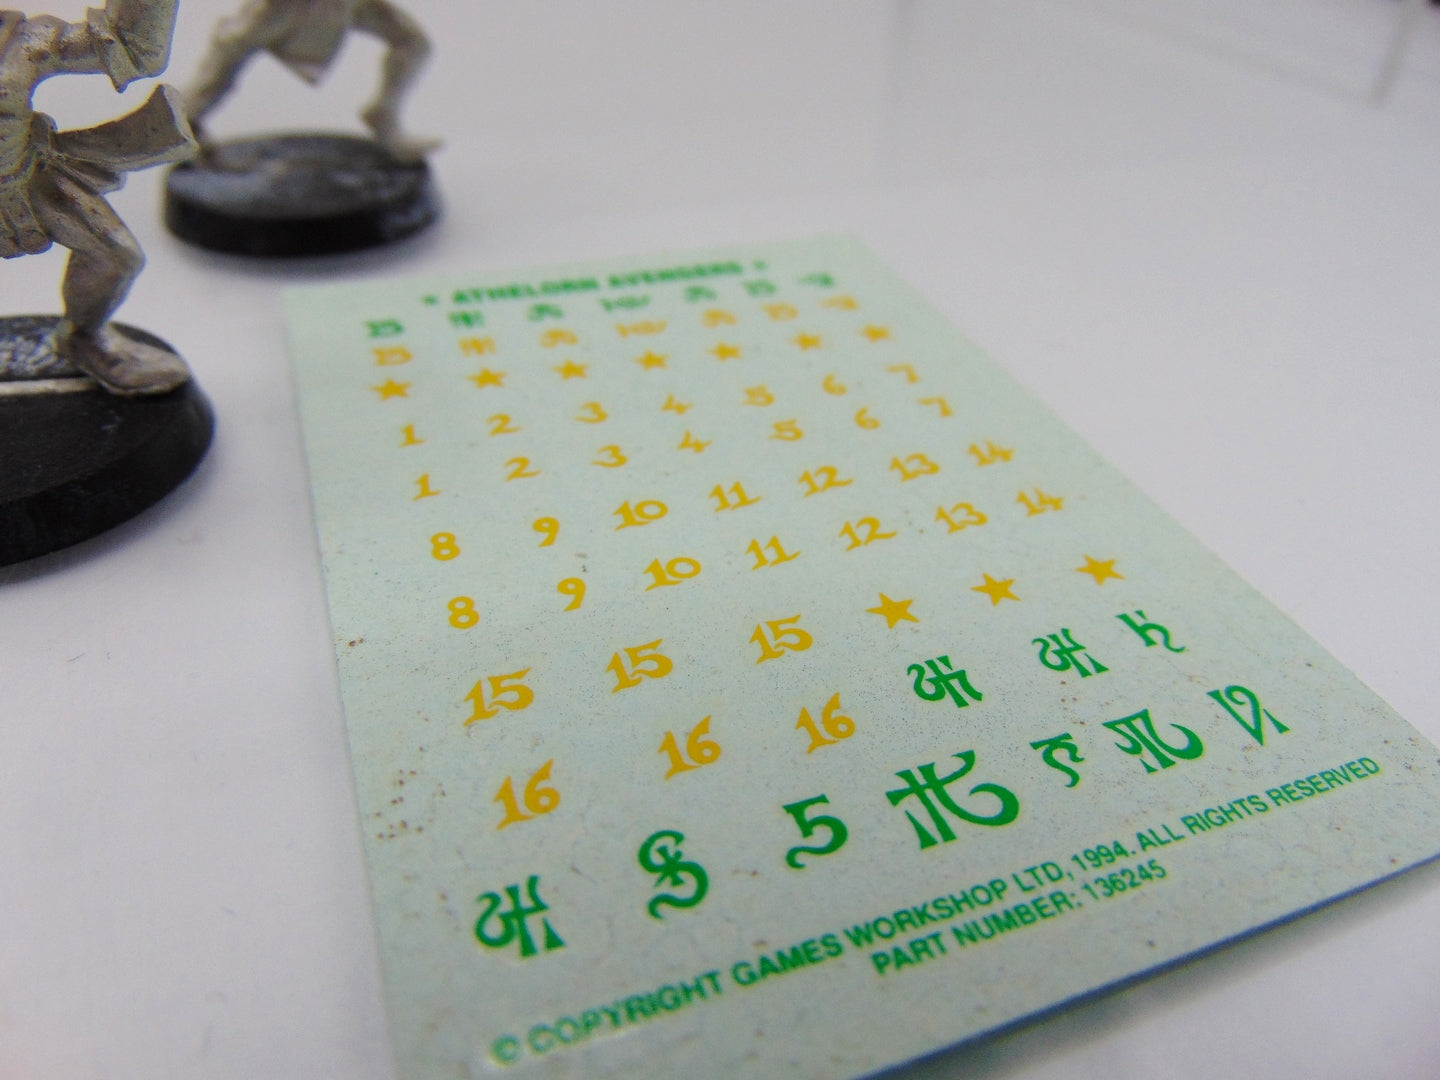 * ATHELORN AVENGERS *
1 2 3 4 5 6 7
1 2 3 4 5 6 7
8 9 10 11 12 13 14
8 9 10 11 12 13 14
15 15 15
16 16 16
© COPYRIGHT GAMES WORKSHOP LTD, 1994. ALL RIGHTS RESERVED
PART NUMBER: 136245